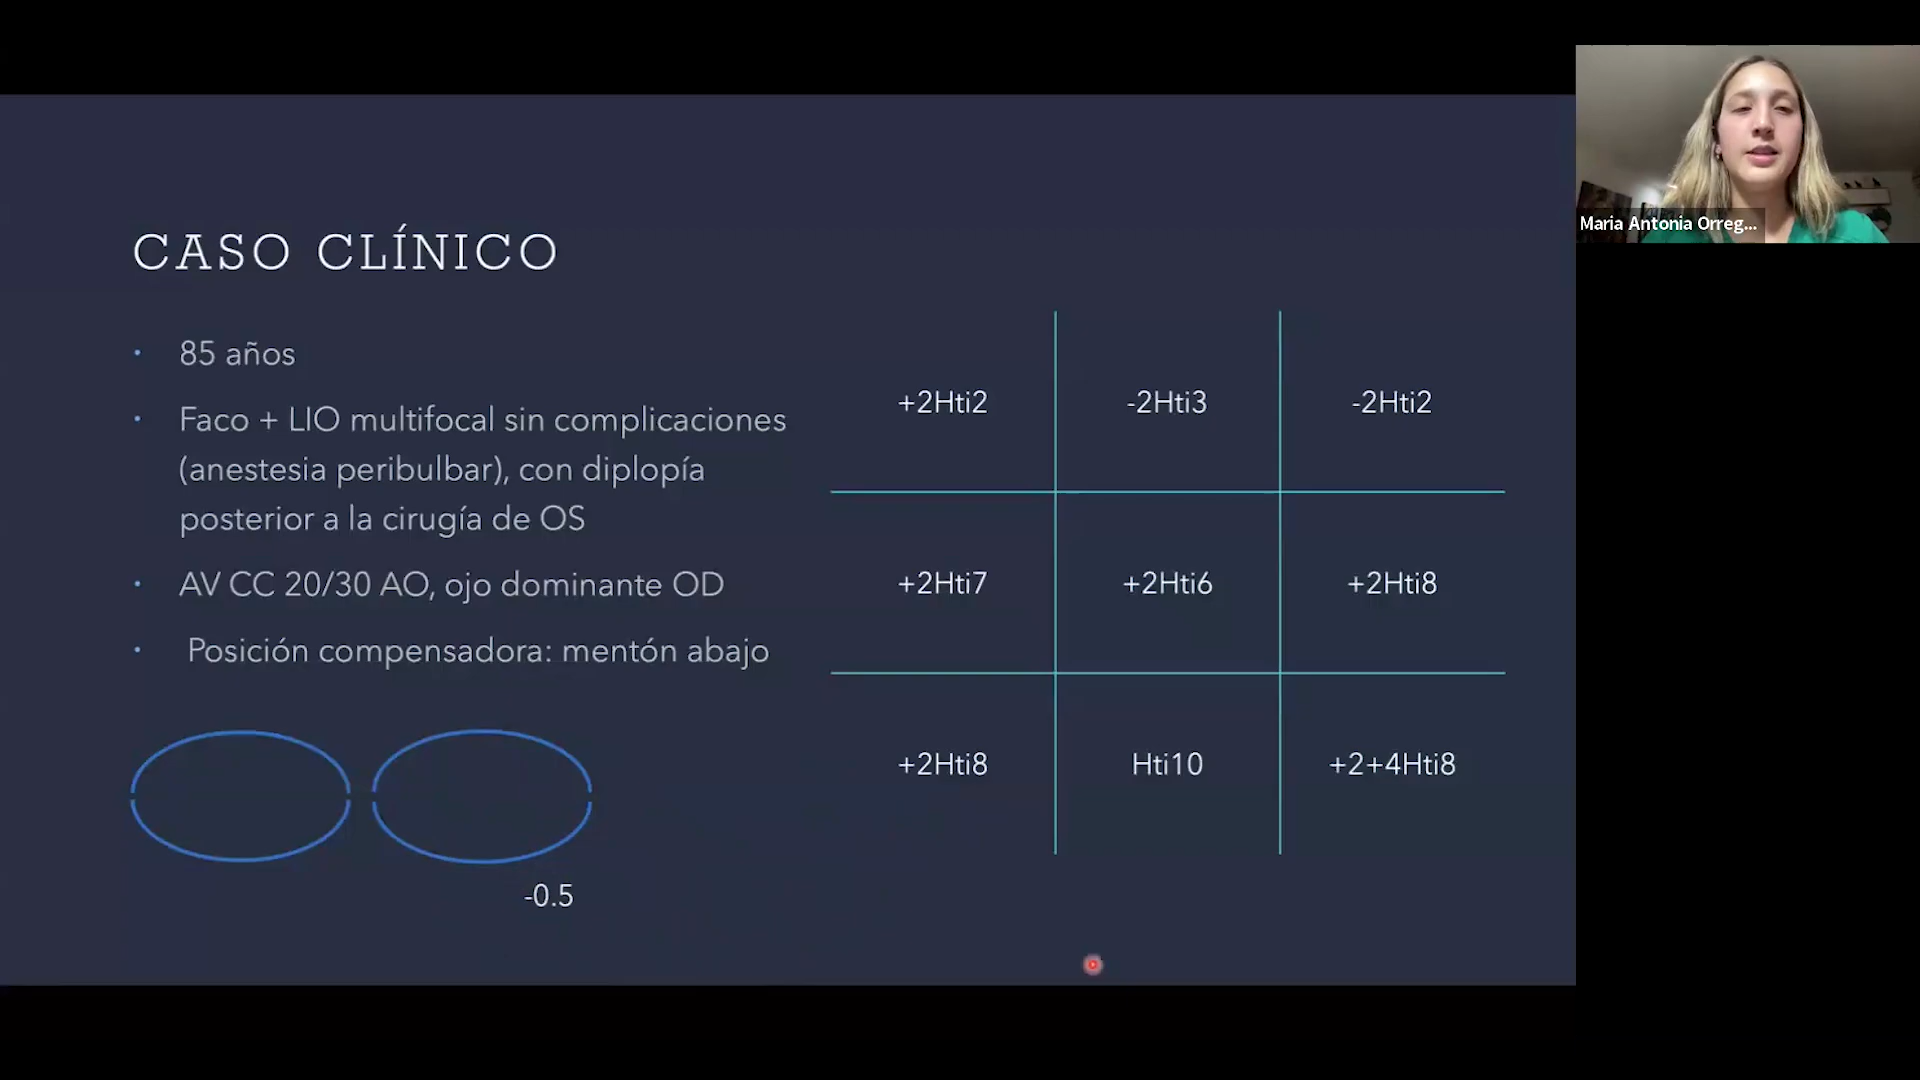 Maria Antonia Orreg...
CASO CLÍNICO
• 85 años
• Faco + LIO multifocal sin complicaciones
(anestesia peribulbar), con diplopía
posterior a la cirugía de OS
• AV CC 20/30 AO, ojo dominante OD
• Posición compensadora: mentón abajo
-0.5
+2Hti2 -2Hti3 -2Hti2
+2Hti7 +2Hti6 +2Hti8
+2Hti8 Hti10 +2+4Hti8